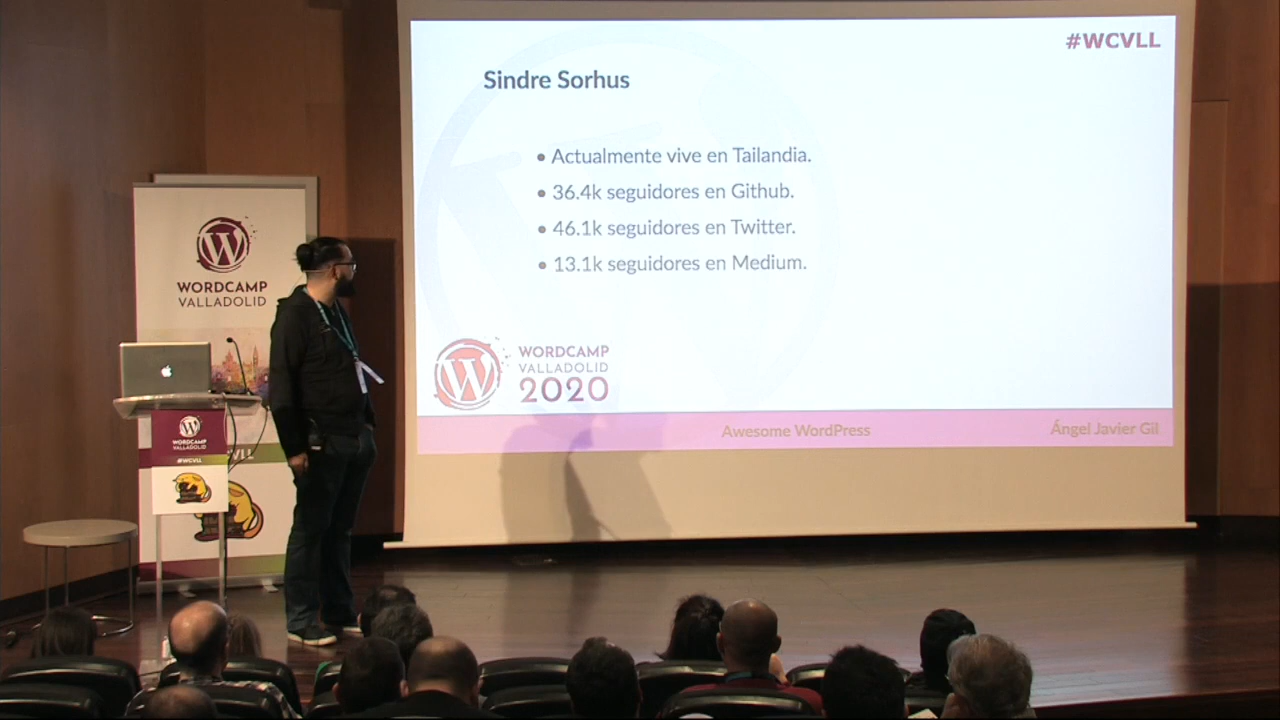 #WCVLL
Sindre Sorhus
• Actualmente vive en Tailandia.
• 36.4k seguidores en Github.
• 46.1k seguidores en Twitter.
• 13.1k seguidores en Medium.
WORDCAMP
VALLADOLID
2020
Awesome WordPress
Ángel Javier Gil
WORDCAMP
VALLADOLID
WORDCAMP
VALLADOLID
#WCVLL